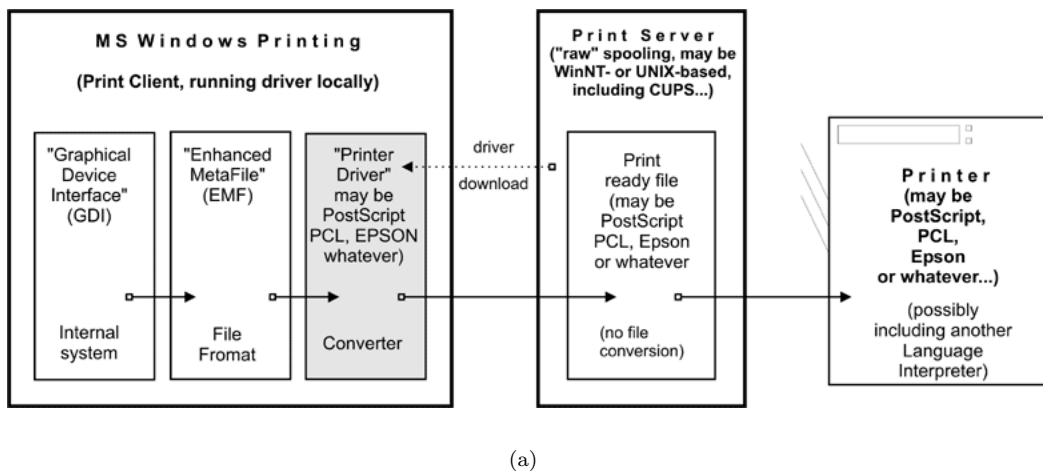 MS Windows Printing
(Print Client, running driver locally)
"Graphical
Device
Interface"
(GDI)
Internal
system
"Enhanced
MetaFile"
(EMF)
File
Fromat
"Printer
Driver"
may be
PostScript
PCL, EPSON
whatever)
Converter
driver
download
Print Server
("raw" spooling, may be
WinNT- or UNIX-based,
including CUPS...)
Print
ready file
(may be
PostScript
PCL, Epson
or whatever
(no file
conversion)
Printer
(may be
PostScript,
PCL,
Epson
or whatever...)
(possibly
including another
Language
Interpreter)
(a)